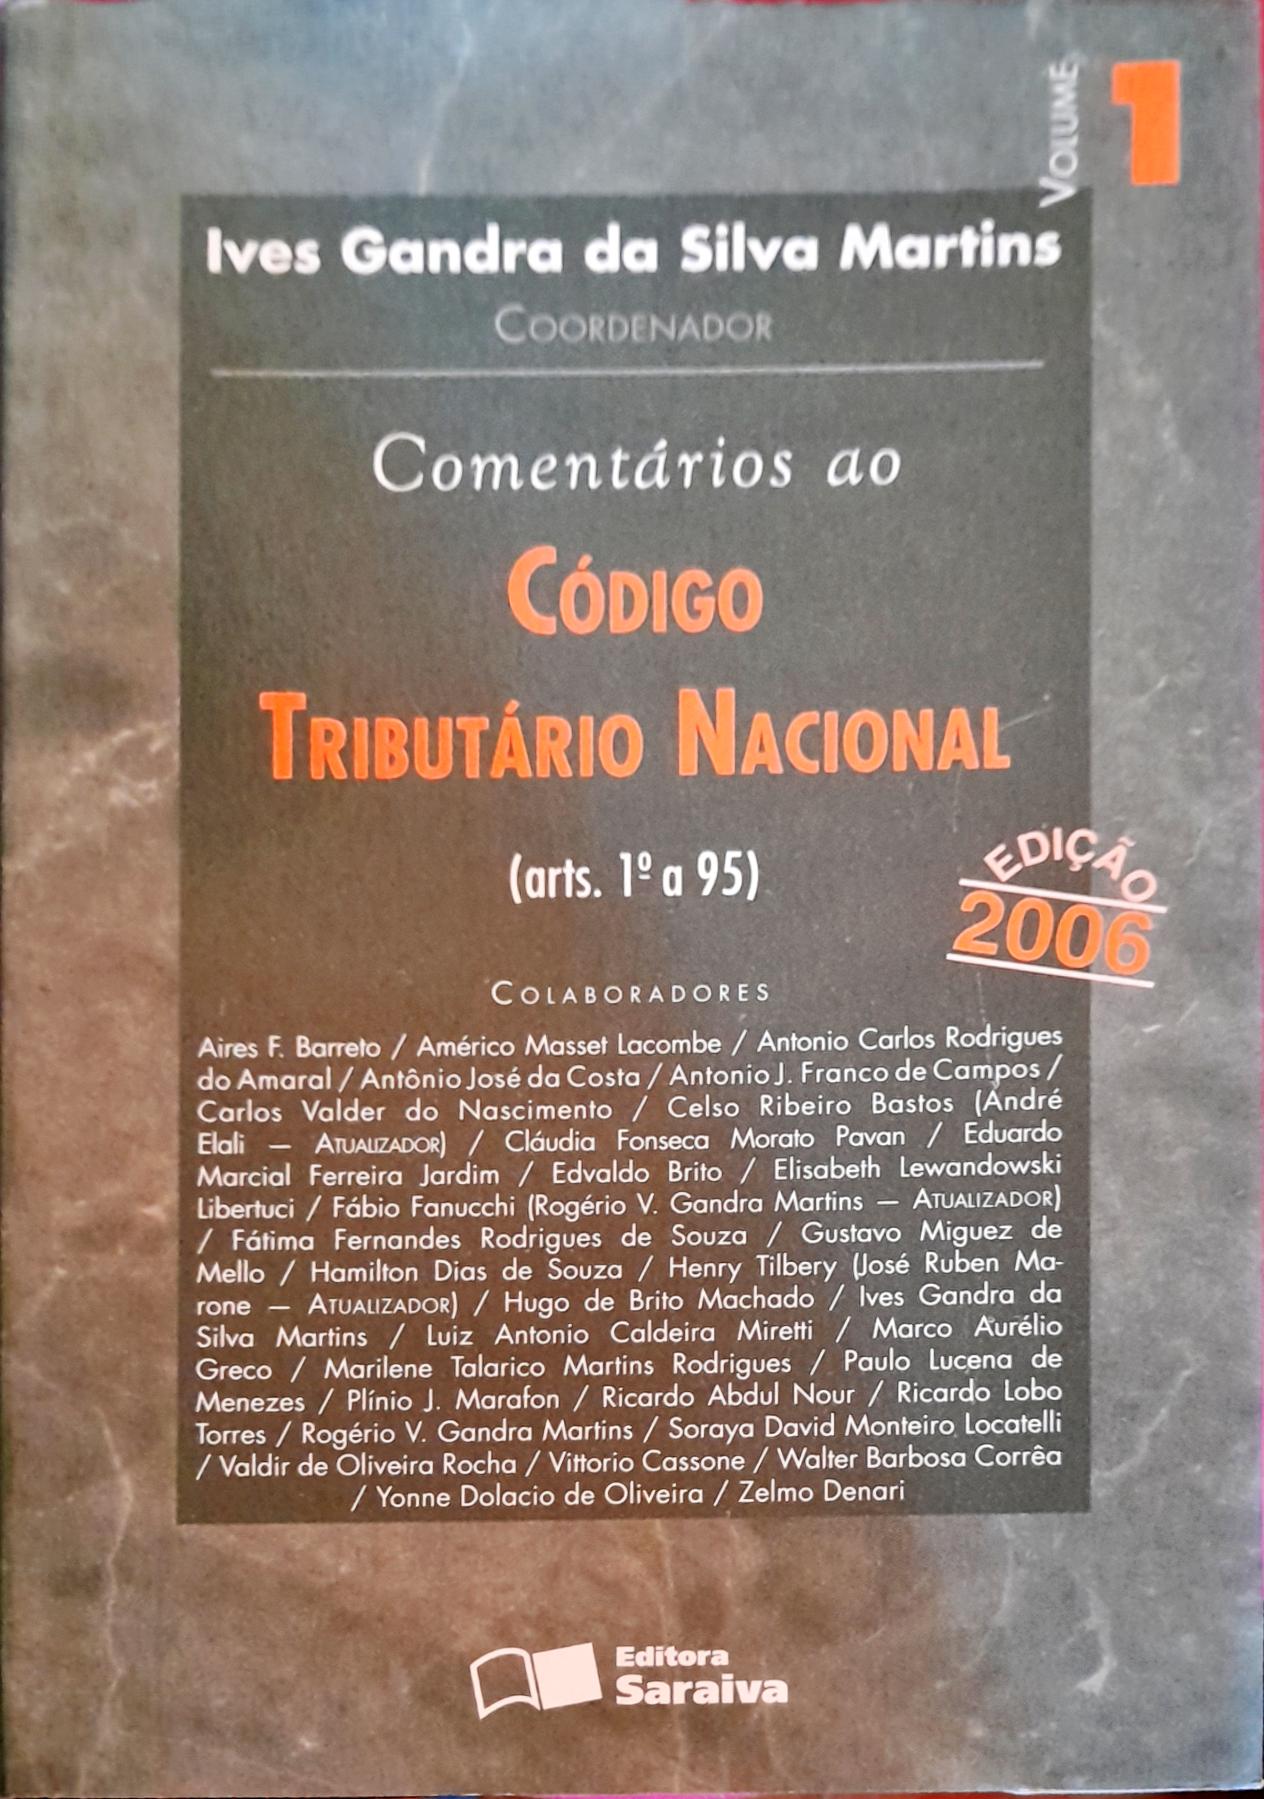 VOLUME 1
Ives Gandra da Silva Martins
COORDENADOR
Comentários ao
CÓDIGO
TRIBUTÁRIO NACIONAL
(arts. 1º a 95)
EDIÇÃO
2006
COLABORADORES
Aires F. Barreto / Américo Masset Lacombe / Antonio Carlos Rodrigues
do Amaral / Antônio José da Costa / Antonio J. Franco de Campos /
Carlos Valder do Nascimento / Celso Ribeiro Bastos (André
Elali — ATUALIZADOR) / Cláudia Fonseca Morato Pavan / Eduardo
Marcial Ferreira Jardim / Edvaldo Brito / Elisabeth Lewandowski
Libertuci / Fábio Fanucchi (Rogério V. Gandra Martins — ATUALIZADOR)
/ Fátima Fernandes Rodrigues de Souza / Gustavo Miguez de
Mello / Hamilton Dias de Souza / Henry Tilbery (José Ruben Ma-
rone — ATUALIZADOR) / Hugo de Brito Machado / Ives Gandra da
Silva Martins / Luiz Antonio Caldeira Miretti / Marco Aurélio
Greco / Marilene Talarico Martins Rodrigues / Paulo Lucena de
Menezes / Plínio J. Marafon / Ricardo Abdul Nour / Ricardo Lobo
Torres / Rogério V. Gandra Martins / Soraya David Monteiro Locatelli
/ Valdir de Oliveira Rocha / Vittorio Cassone / Walter Barbosa Corrêa
/ Yonne Dolacio de Oliveira / Zelmo Denari
Editora
Saraiva